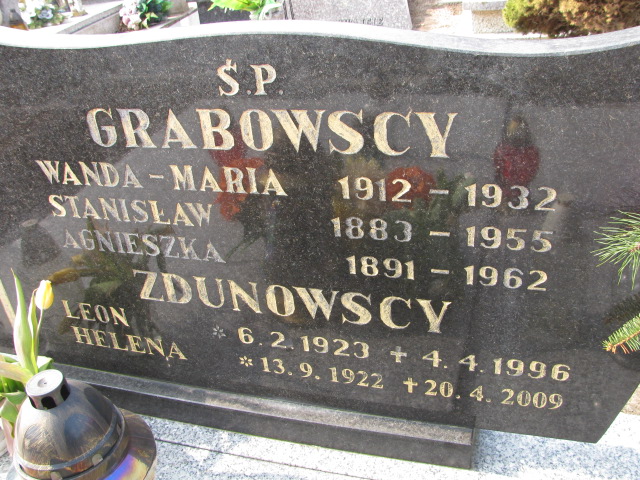 Ś.P.
GRABOWSCY
WANDA - MARIA 1912 - 1932
STANISŁAW 1883 - 1955
AGNIESZKA 1891 - 1962
ZDUNOWSCY
LEON * 6.2.1923 + 4.4.1996
HELENA * 13.9.1922 + 20.4.2009